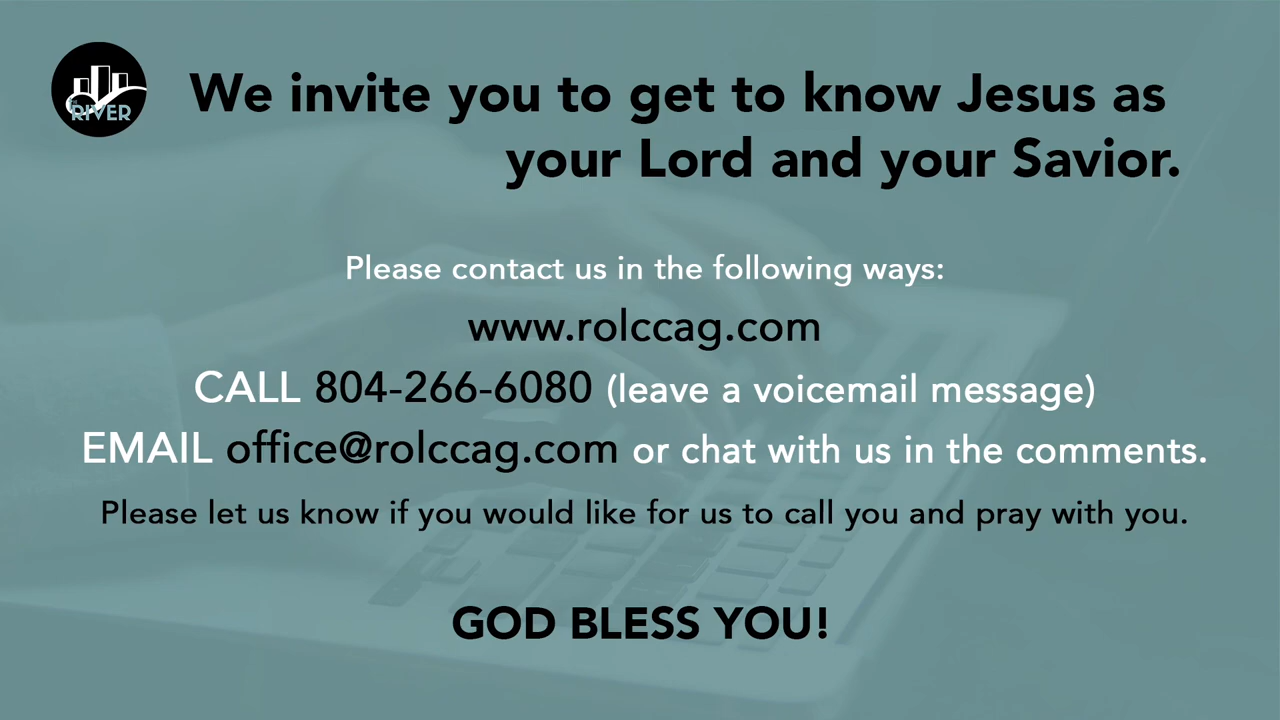 RIVER
We invite you to get to know Jesus as
your Lord and your Savior.
Please contact us in the following ways:
www.rolccag.com
CALL 804-266-6080 (leave a voicemail message)
EMAIL office@rolccag.com or chat with us in the comments.
Please let us know if you would like for us to call you and pray with you.
GOD BLESS YOU!